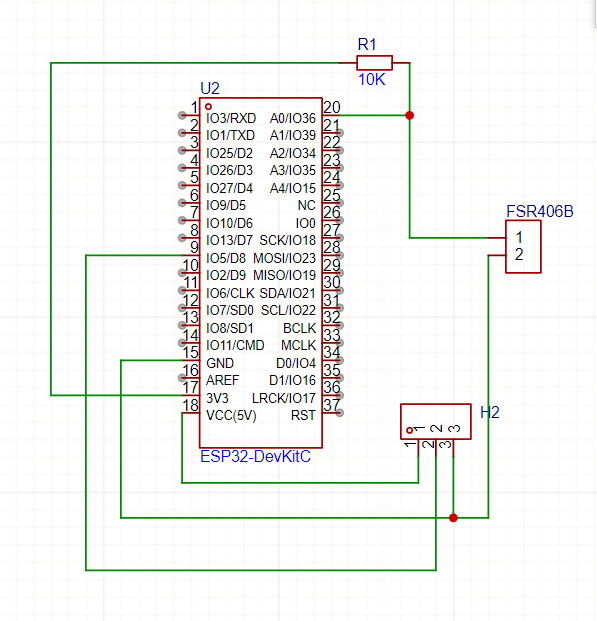 R1
10K
U2
1 IO3/RXD A0/IO36 20
2 IO1/TXD A1/IO39 21
3 IO25/D2 A2/IO34 22
4 IO26/D3 A3/IO35 23
5 IO27/D4 A4/IO15 24
6 IO9/D5 NC 25
7 IO10/D6 IO0 26
8 IO13/D7 SCK/IO18 27
9 IO5/D8 MOSI/IO23 28
10 IO2/D9 MISO/IO19 29
11 IO6/CLK SDA/IO21 30
12 IO7/SD0 SCL/IO22 31
13 IO8/SD1 BCLK 32
14 IO11/CMD MCLK 33
15 GND D0/IO4 34
16 AREF D1/IO16 35
17 3V3 LRCK/IO17 36
18 VCC(5V) RST 37
ESP32-DevKitC
FSR406B
1
2
H2
1 2 3
1 2 3